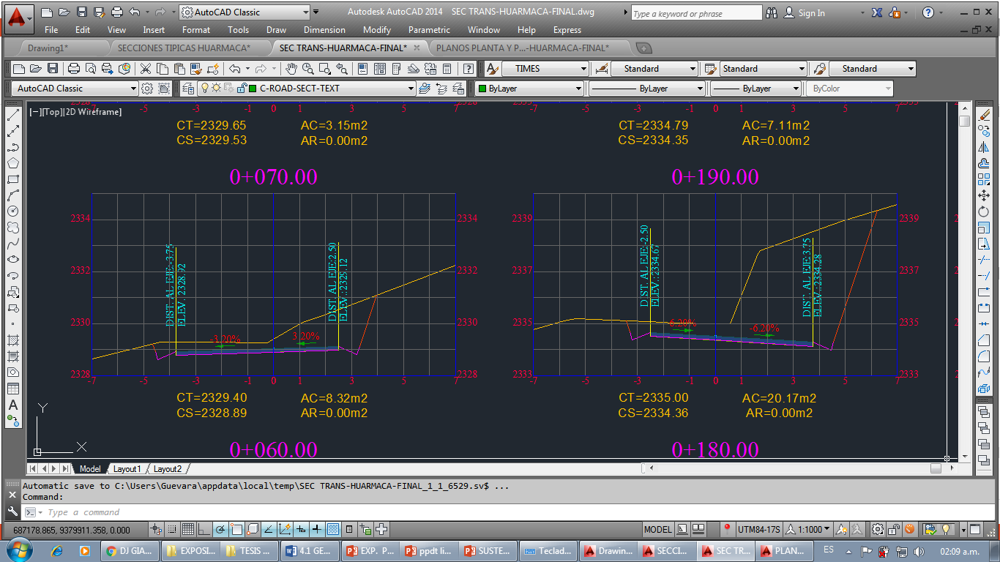 AutoCAD Classic
Autodesk AutoCAD 2014 SEC TRANS-HUARMACA-FINAL.dwg
Type a keyword or phrase
Sign In
File Edit View Insert Format Tools Draw Dimension Modify Parametric Window Help Express
Drawing1* SECCIONES TIPICAS HUARMACA* SEC TRANS-HUARMACA-FINAL* PLANOS PLANTA Y P...-HUARMACA-FINAL*
TIMES Standard Standard Standard
AutoCAD Classic C-ROAD-SECT-TEXT ByLayer ByLayer ByLayer ByColor
[−][Top][2D Wireframe]
-5 -3 -1 0 1 3 5 7
-5 -3 -1 0 1 3 5 7
CT=2329.65 AC=3.15m2
CS=2329.53 AR=0.00m2
CT=2334.79 AC=7.11m2
CS=2334.35 AR=0.00m2
0+070.00
0+190.00
2334 2334
2332 2332
2330 2330
2328 2328
DIST. AL EJE:-3.75
ELEV.: 2328.92
DIST. AL EJE:2.50
ELEV.:2329.12
-3.20% 3.20%
-7 -5 -3 -1 0 1 3 5 7
2339 2339
2337 2337
2335 2335
2333 2333
DIST. AL EJE:-2.50
ELEV.:2334.67
DIST. AL EJE:3.75
ELEV.:2334.28
6.20% -6.20%
-7 -5 -3 -1 0 1 3 5 7
CT=2329.40 AC=8.32m2
CS=2328.89 AR=0.00m2
CT=2335.00 AC=20.17m2
CS=2334.36 AR=0.00m2
0+060.00
0+180.00
Y
X
Model Layout1 Layout2
Automatic save to C:\Users\Guevara\appdata\local\temp\SEC TRANS-HUARMACA-FINAL_1_1_6529.sv$ ...
Command:
Type a command
687178.865, 9379911.358, 0.000
MODEL UTM84-17S 1:1000
DJ GIA... EXPOSI... TESIS ... 4.1 GE... EXP. P... ppdt li... SUSTE... Teclad... Drawin... SECCI... SEC TR... PLAN...
ES 02:09 a.m.